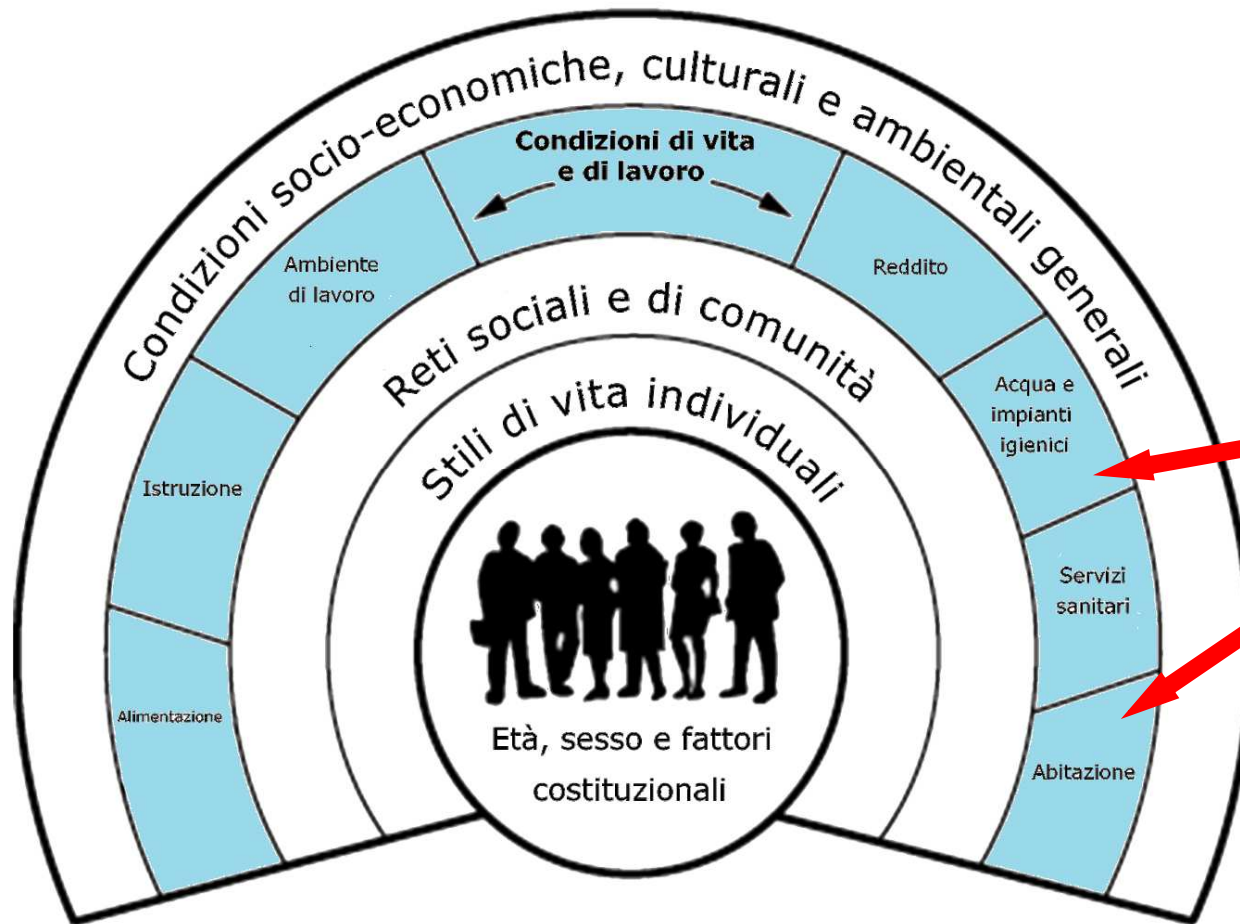 Condizioni socio-economiche, culturali e ambientali generali
Condizioni di vita
e di lavoro
Ambiente
di lavoro
Reddito
Reti sociali e di comunità
Acqua e
impianti
igienici
Stili di vita individuali
Istruzione
Servizi
sanitari
Alimentazione
Età, sesso e fattori
costituzionali
Abitazione